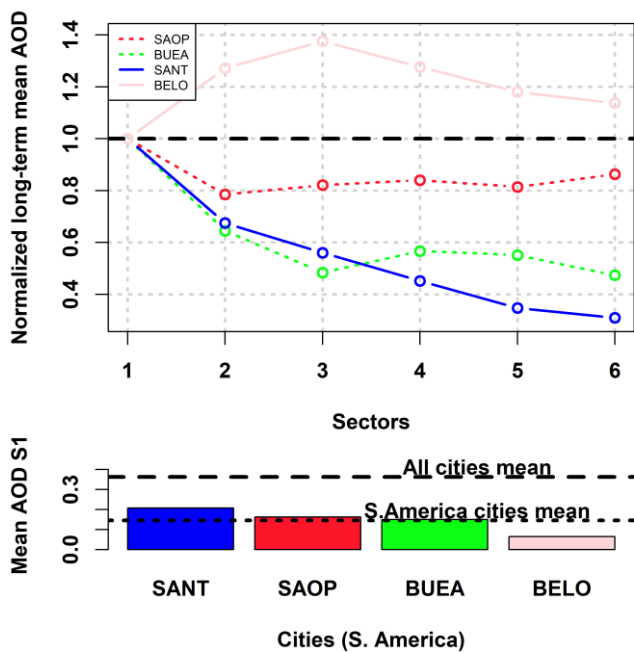 Normalized long-term mean AOD
1.4
1.2
1.0
0.8
0.6
0.4
SAOP
BUEA
SANT
BELO
1 2 3 4 5 6
Sectors
Mean AOD S1
0.3
0.0
All cities mean
S.America cities mean
SANT SAOP BUEA BELO
Cities (S. America)